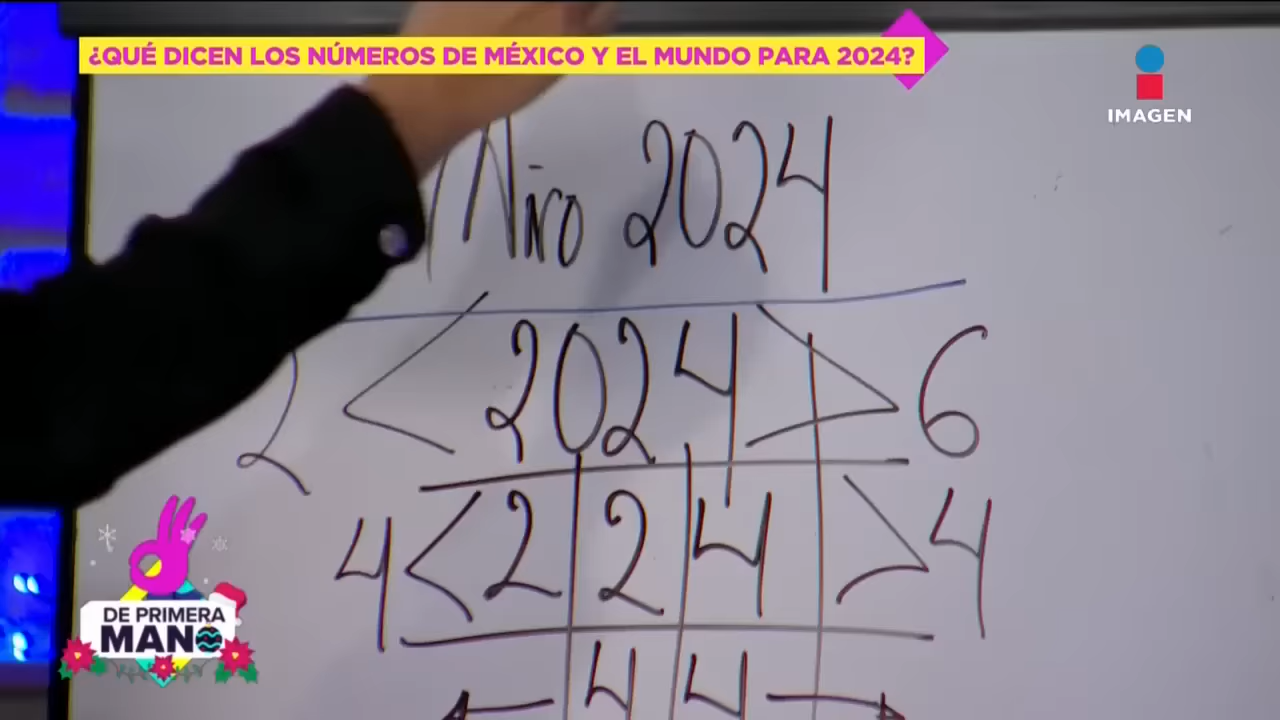 ¿QUÉ DICEN LOS NÚMEROS DE MÉXICO Y EL MUNDO PARA 2024?
IMAGEN
2024
2 < 2024 > 6
4 < 2 2 4 > 4
4 4
DE PRIMERA
MANO